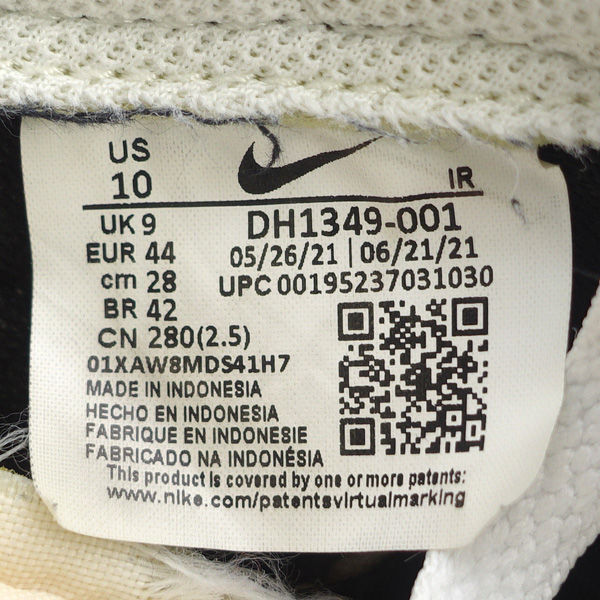 US
10
IR
UK 9
EUR 44
cm 28
BR 42
CN 280(2.5)
DH1349-001
05/26/21 | 06/21/21
UPC 00195237031030
01XAW8MDS41H7
MADE IN INDONESIA
HECHO EN INDONESIA
FABRIQUE EN INDONESIE
FABRICADO NA INDONÉSIA
This product is covered by one or more patents:
www.nike.com/patentsvirtualmarking